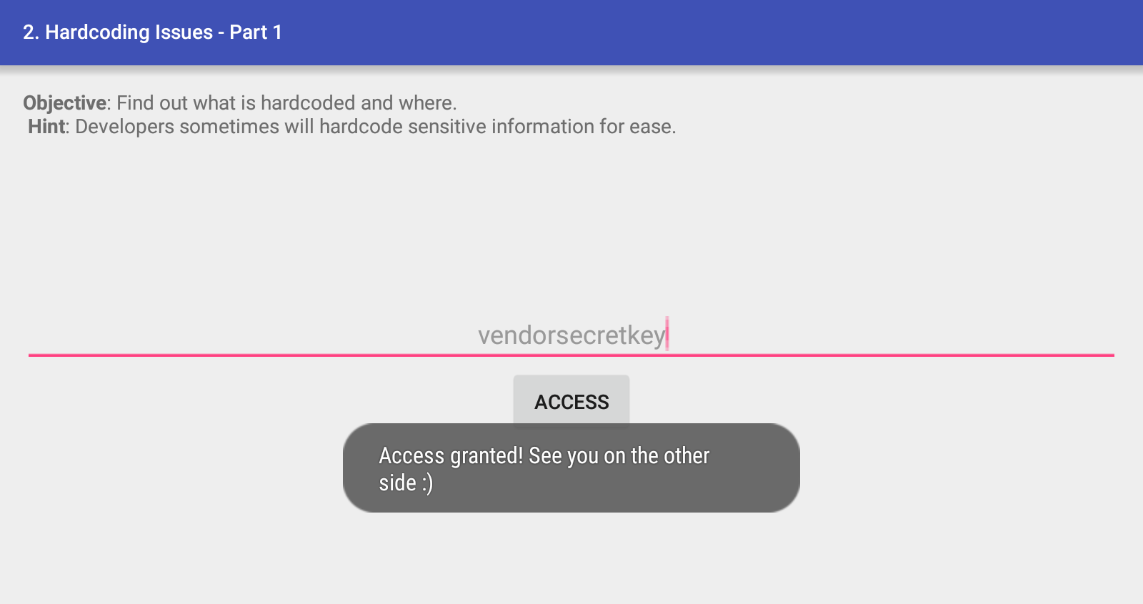 2. Hardcoding Issues - Part 1
Objective: Find out what is hardcoded and where.
Hint: Developers sometimes will hardcode sensitive information for ease.
vendorsecretkey
ACCESS
Access granted! See you on the other
side :)